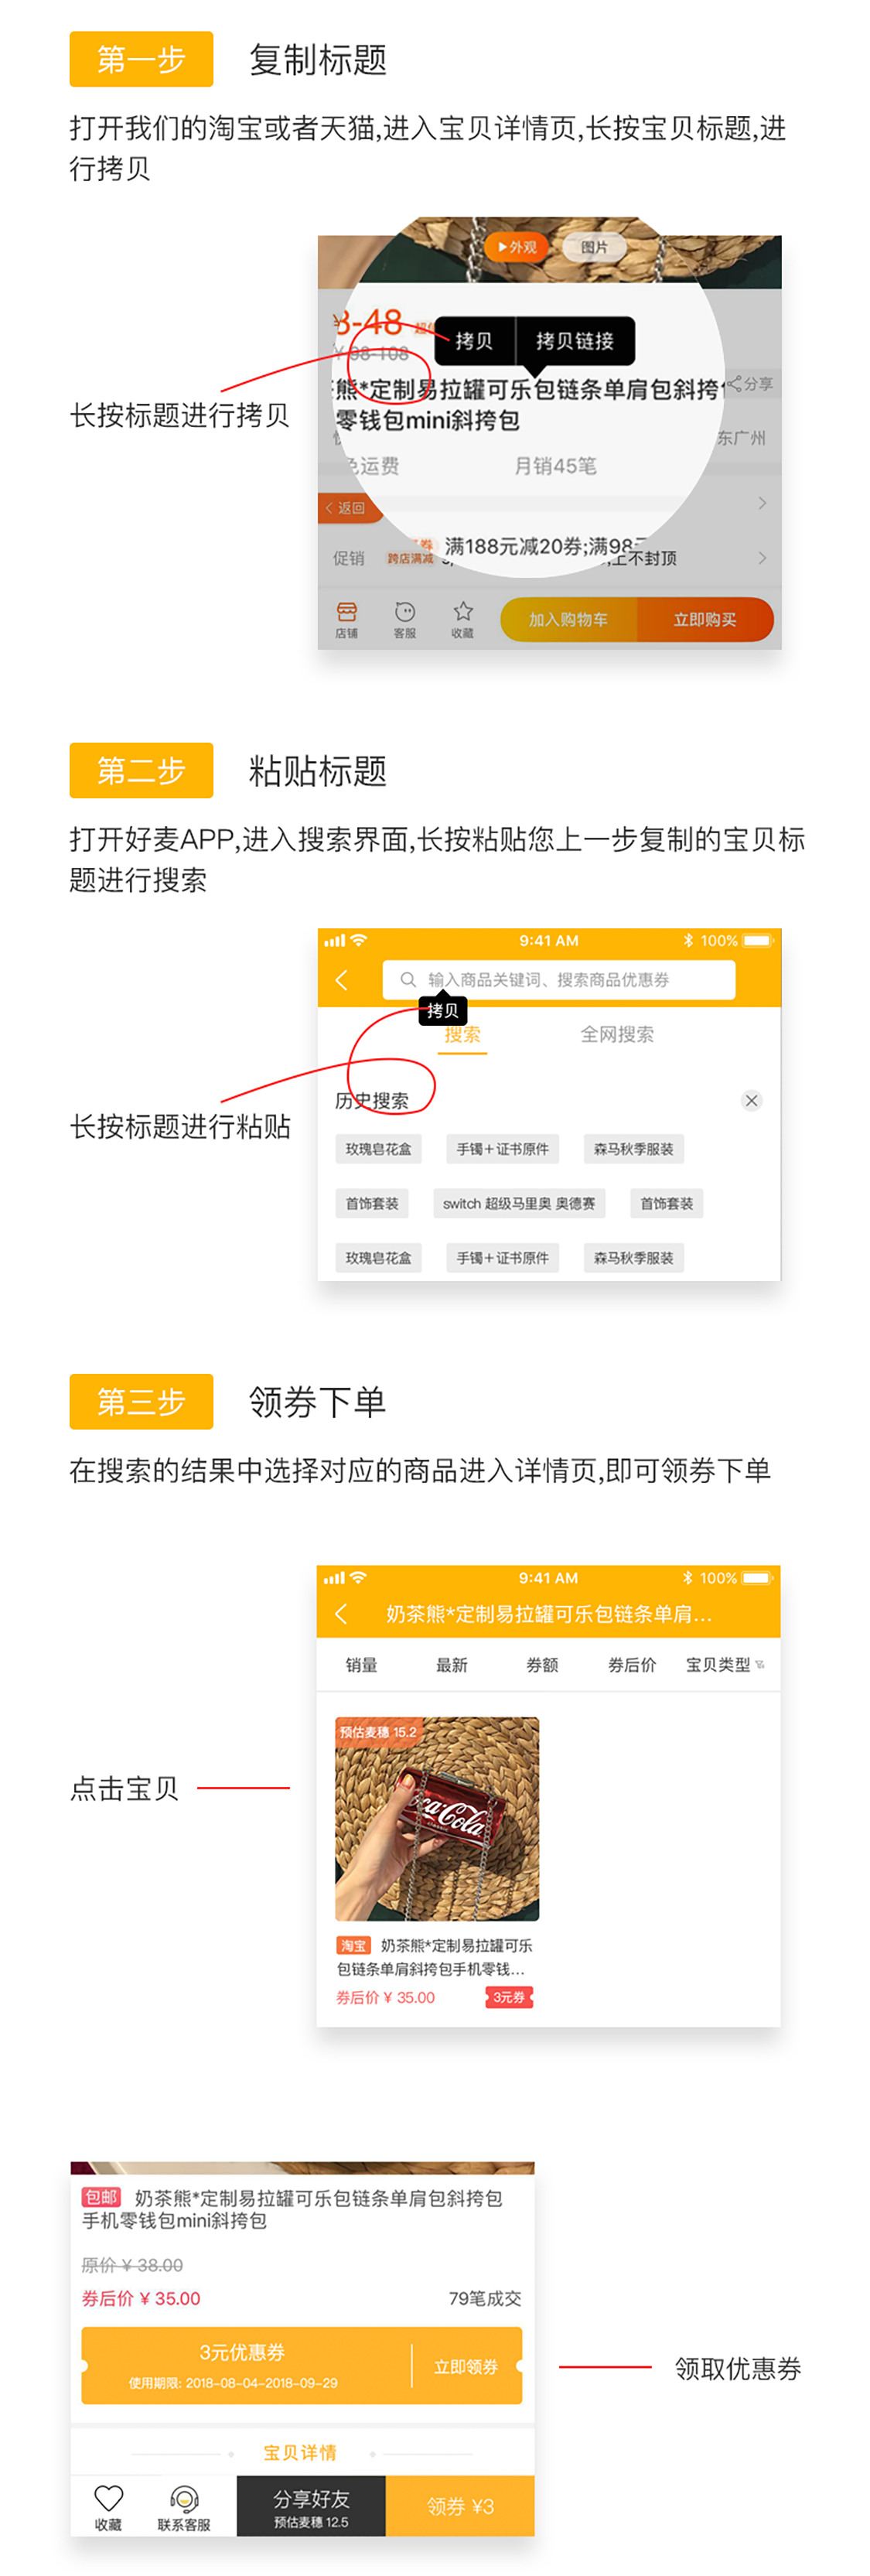 第一步
复制标题
打开我们的淘宝或者天猫,进入宝贝详情页,长按宝贝标题,进
行拷贝
外观
图片
3-48
¥98-108
拷贝
拷贝链接
熊*定制易拉罐可乐包链条单肩包斜挎
零钱包mini斜挎包
分享
长按标题进行拷贝
东广州
运费
月销45笔
返回
满188元减20券;满98
促销
跨店满减
上不封顶
店铺
客服
收藏
加入购物车
立即购买
第二步
粘贴标题
打开好麦APP,进入搜索界面,长按粘贴您上一步复制的宝贝标
题进行搜索
9:41 AM
100%
输入商品关键词、搜索商品优惠券
拷贝
搜索
全网搜索
历史搜索
长按标题进行粘贴
玫瑰皂花盒
手镯+证书原件
森马秋季服装
首饰套装
switch 超级马里奥 奥德赛
首饰套装
玫瑰皂花盒
手镯+证书原件
森马秋季服装
第三步
领券下单
在搜索的结果中选择对应的商品进入详情页,即可领券下单
9:41 AM
100%
奶茶熊*定制易拉罐可乐包链条单肩...
销量
最新
券额
券后价
宝贝类型
预估麦穗 15.2
点击宝贝
Coca-Cola
淘宝 奶茶熊*定制易拉罐可乐
包链条单肩斜挎包手机零钱...
券后价 ¥ 35.00
3元券
包邮 奶茶熊*定制易拉罐可乐包链条单肩包斜挎包
手机零钱包mini斜挎包
原价 ¥ 38.00
券后价 ¥ 35.00
79笔成交
3元优惠券
使用期限: 2018-08-04-2018-09-29
立即领券
领取优惠券
宝贝详情
收藏
联系客服
分享好友
预估麦穗 12.5
领券 ¥3